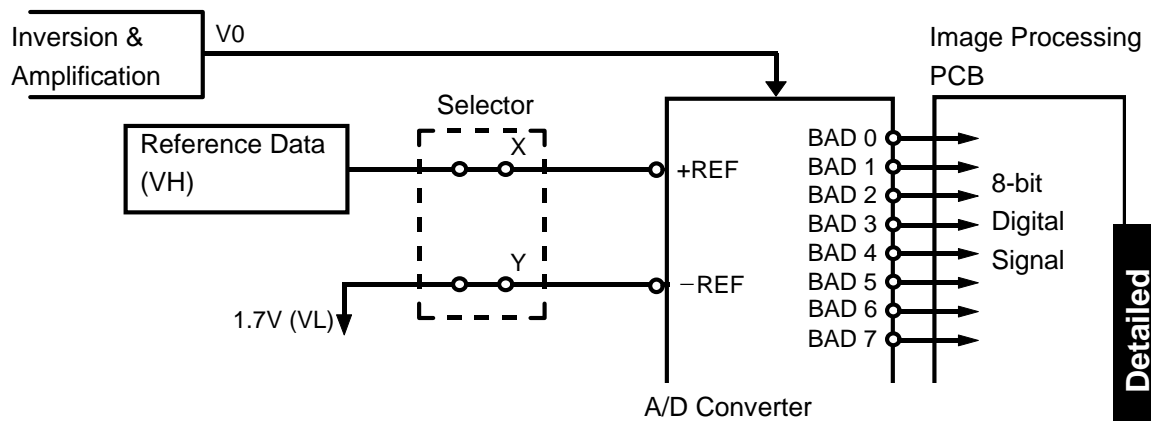 Inversion &
Amplification
V0
Image Processing
PCB
Selector
Reference Data
(VH)
X
+REF
Y
−REF
1.7V (VL)
BAD 0
BAD 1
BAD 2
BAD 3
BAD 4
BAD 5
BAD 6
BAD 7
8-bit
Digital
Signal
A/D Converter
Detailed